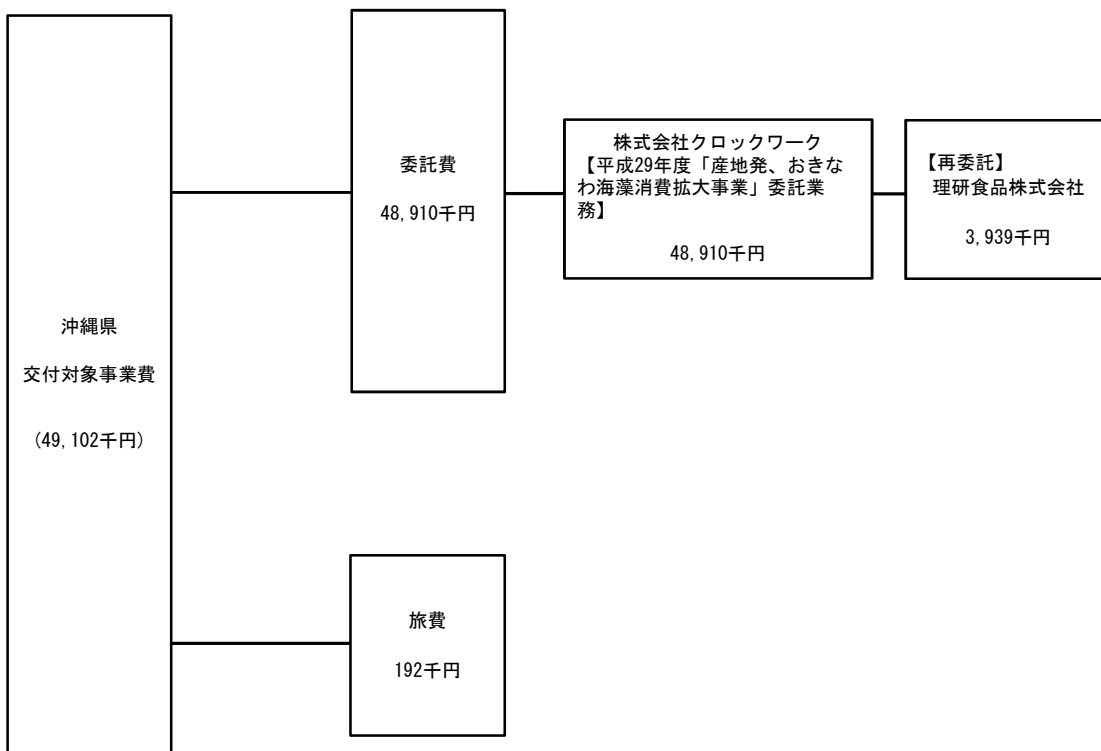 沖縄県
交付対象事業費
(49,102千円)
委託費
48,910千円
株式会社クロックワーク
【平成29年度「産地発、おきな
わ海藻消費拡大事業」委託業
務】
48,910千円
【再委託】
理研食品株式会社
3,939千円
旅費
192千円